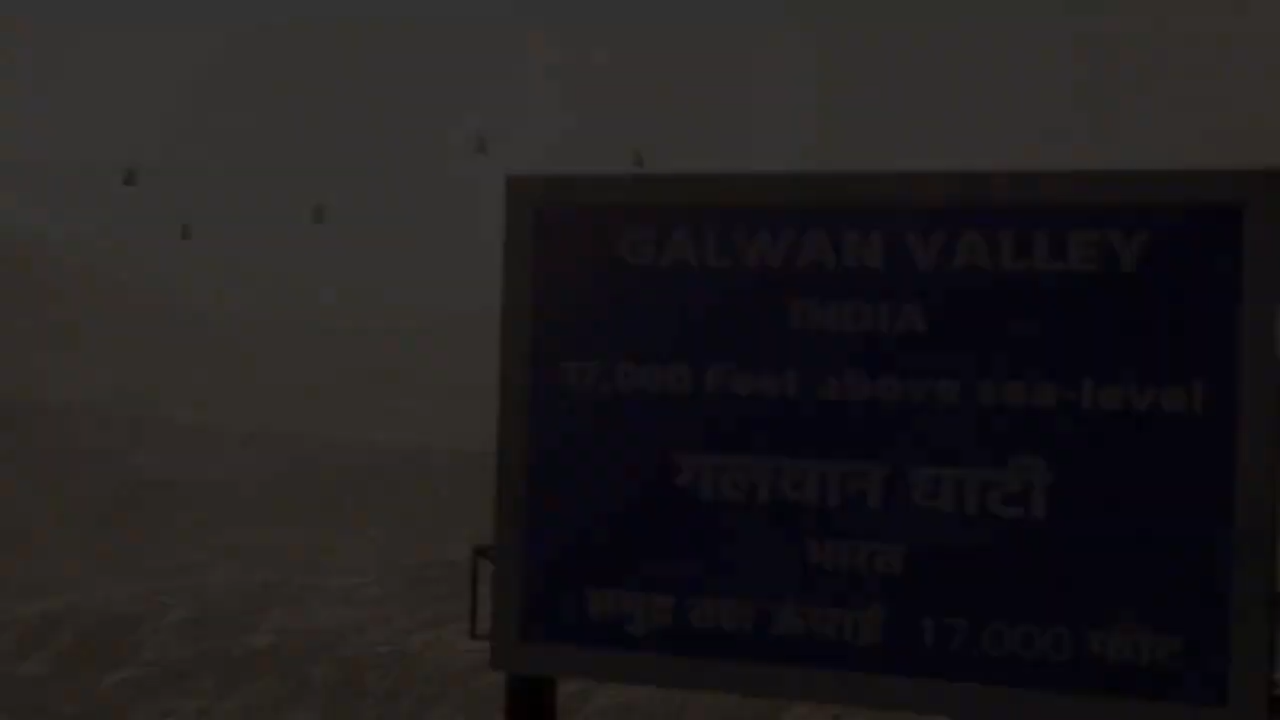 GALWAN VALLEY
INDIA
17,000 Feet above sea-level
गलवान घाटी
भारत
समुद्र तल ऊंचाई 17,000 फीट